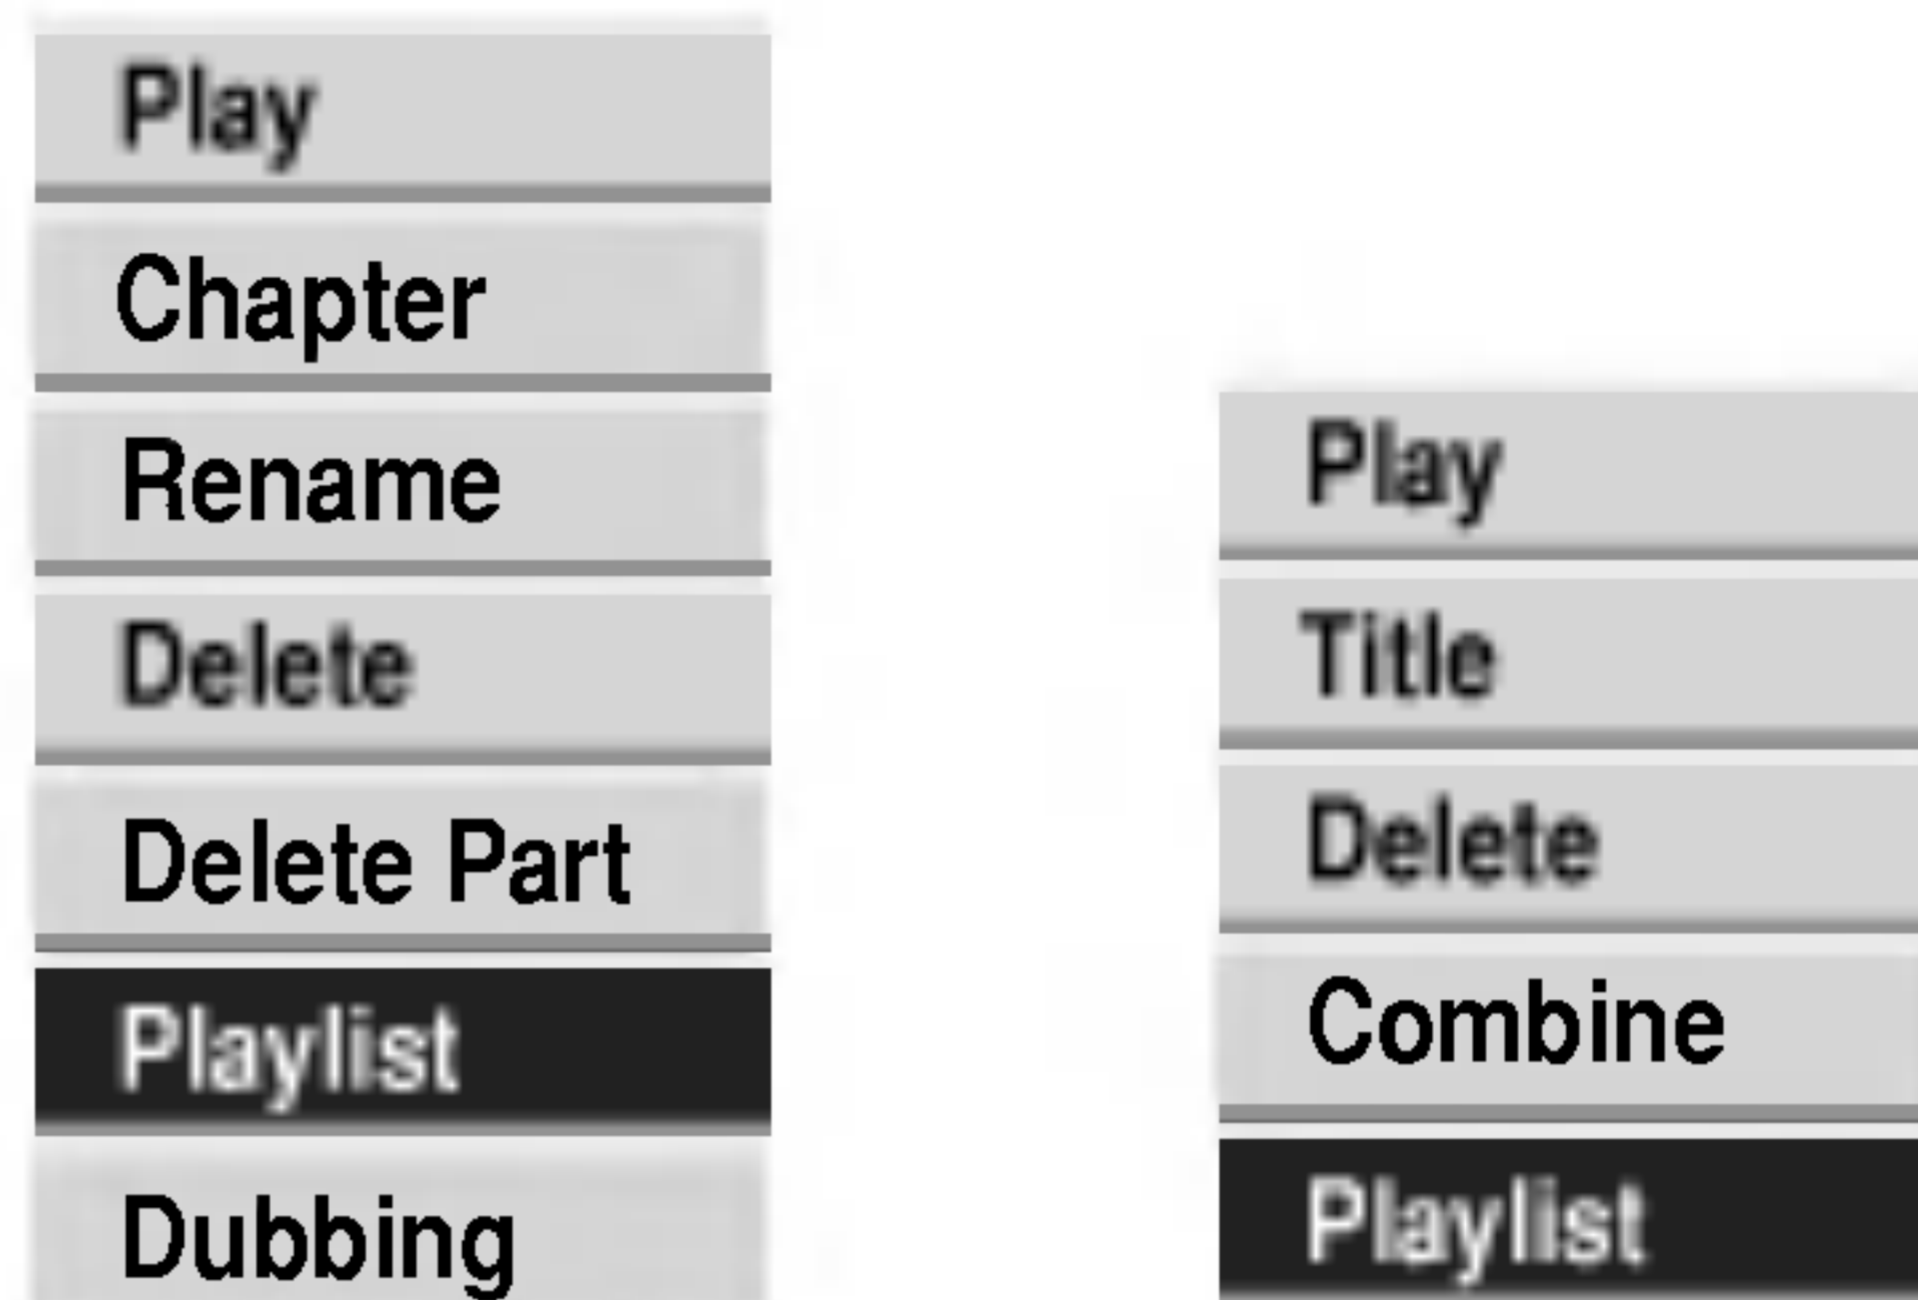 Play
Chapter
Rename
Delete
Delete Part
Playlist
Dubbing
Play
Title
Delete
Combine
Playlist